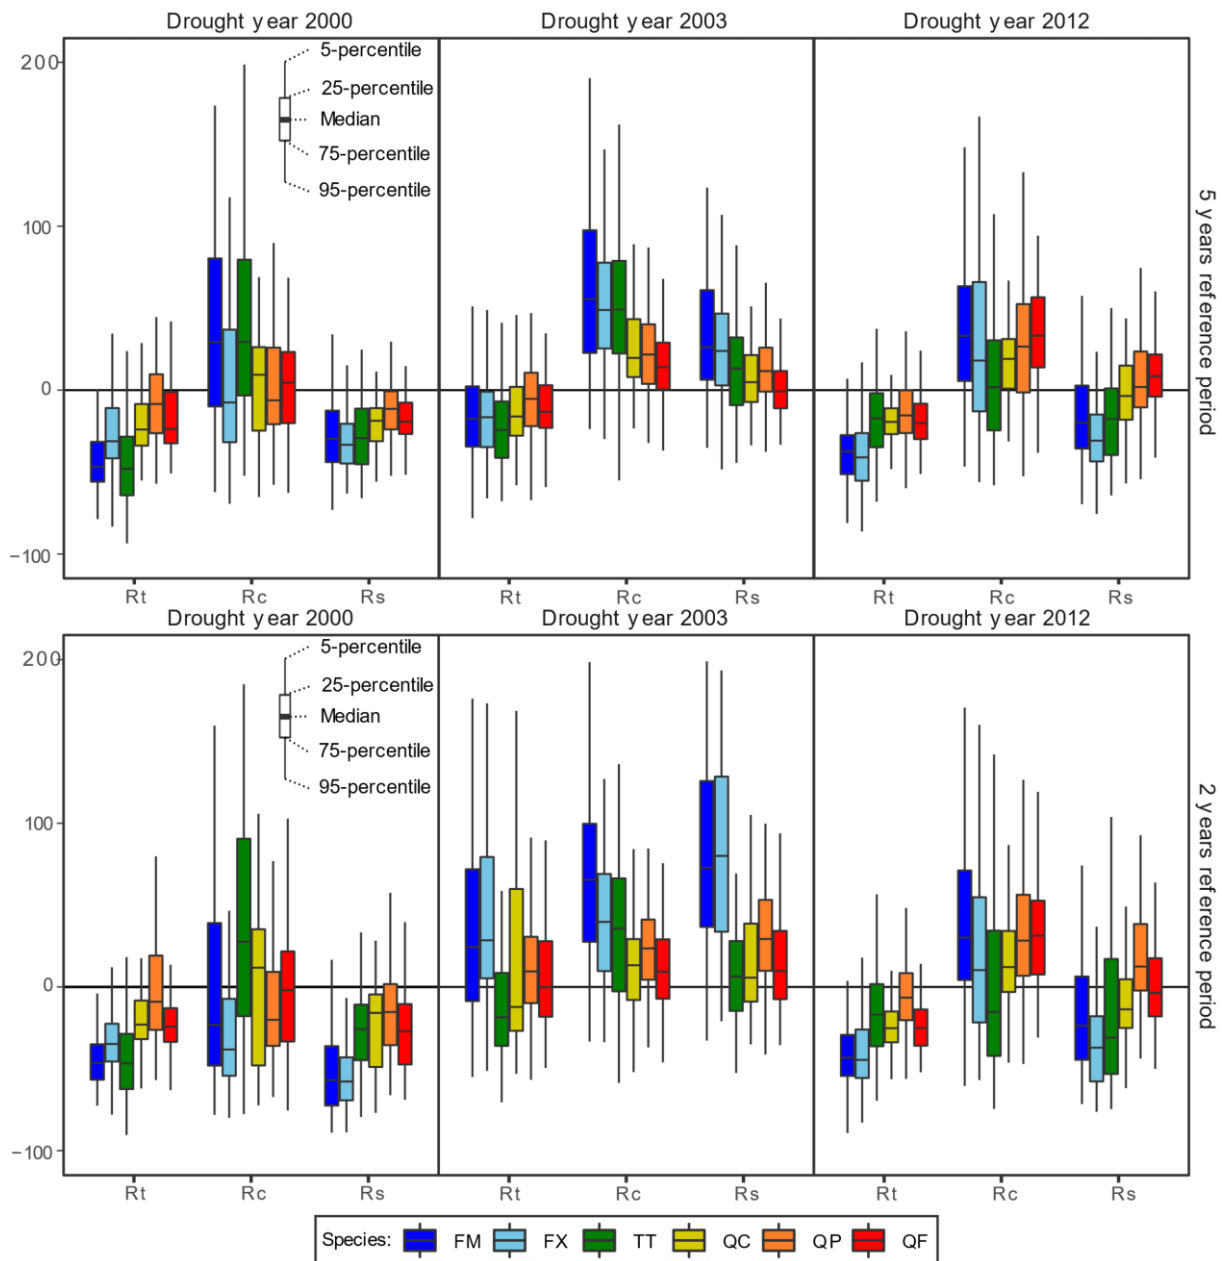 Drought year 2000
Drought year 2003
Drought year 2012
200
100
0
−100
5-percentile
25-percentile
Median
75-percentile
95-percentile
Rt
Rc
Rs
Rt
Rc
Rs
Rt
Rc
Rs
5 years reference period
Drought year 2000
Drought year 2003
Drought year 2012
200
100
0
−100
5-percentile
25-percentile
Median
75-percentile
95-percentile
Rt
Rc
Rs
Rt
Rc
Rs
Rt
Rc
Rs
2 years reference period
Species: FM FX TT QC QP QF